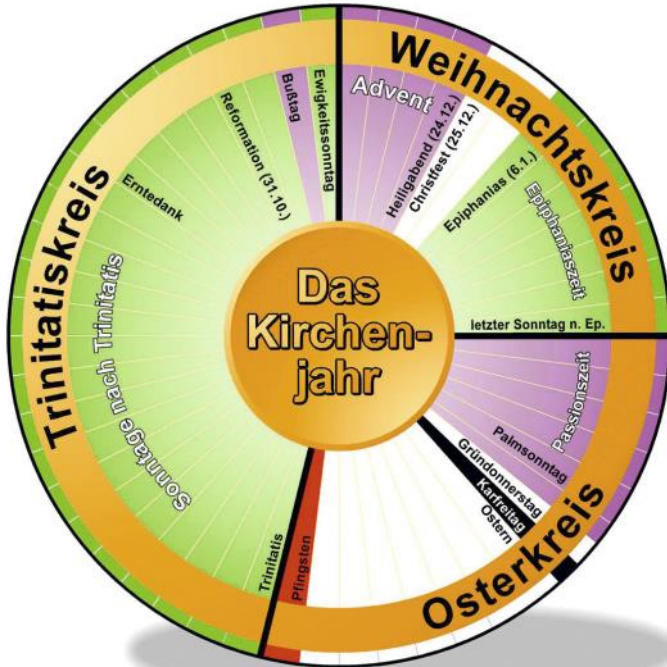 Das
Kirchen-
jahr
Weihnachtskreis
Advent
Heiligabend (24.12.)
Christfest (25.12.)
Epiphanias (6.1.)
Epiphaniaszeit
letzter Sonntag n. Ep.
Osterkreis
Passionszeit
Palmsonntag
Gründonnerstag
Karfreitag
Ostern
Pfingsten
Trinitatiskreis
Trinitatis
Sonntage nach Trinitatis
Erntedank
Reformation (31.10.)
Bußtag
Ewigkeitssonntag